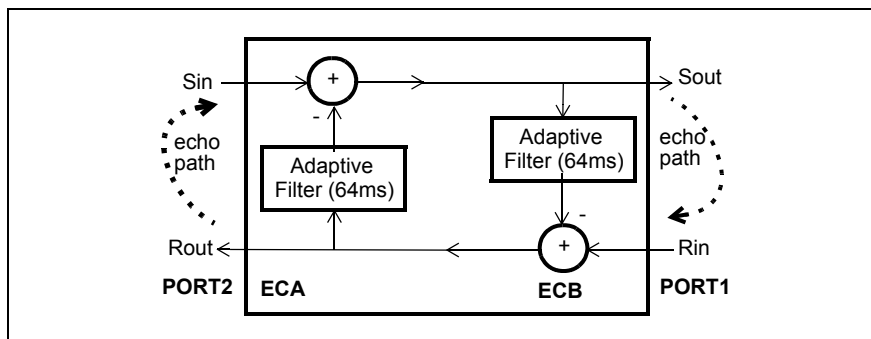 Sin
+
Sout
-
echo
path
Adaptive
Filter (64ms)
Adaptive
Filter (64ms)
echo
path
-
Rout
+
Rin
PORT2
ECA
ECB
PORT1